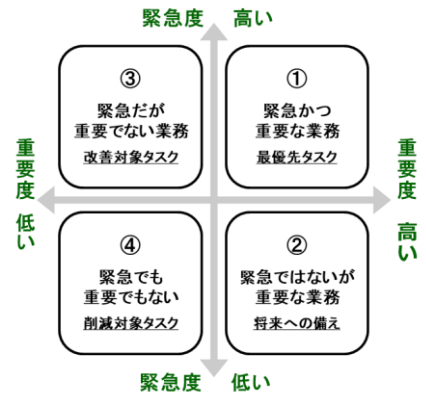 緊急度 高い
③
緊急だが
重要でない業務
改善対象タスク
①
緊急かつ
重要な業務
最優先タスク
重要度 低い
重要度 高い
④
緊急でも
重要でもない
削減対象タスク
②
緊急ではないが
重要な業務
将来への備え
緊急度 低い